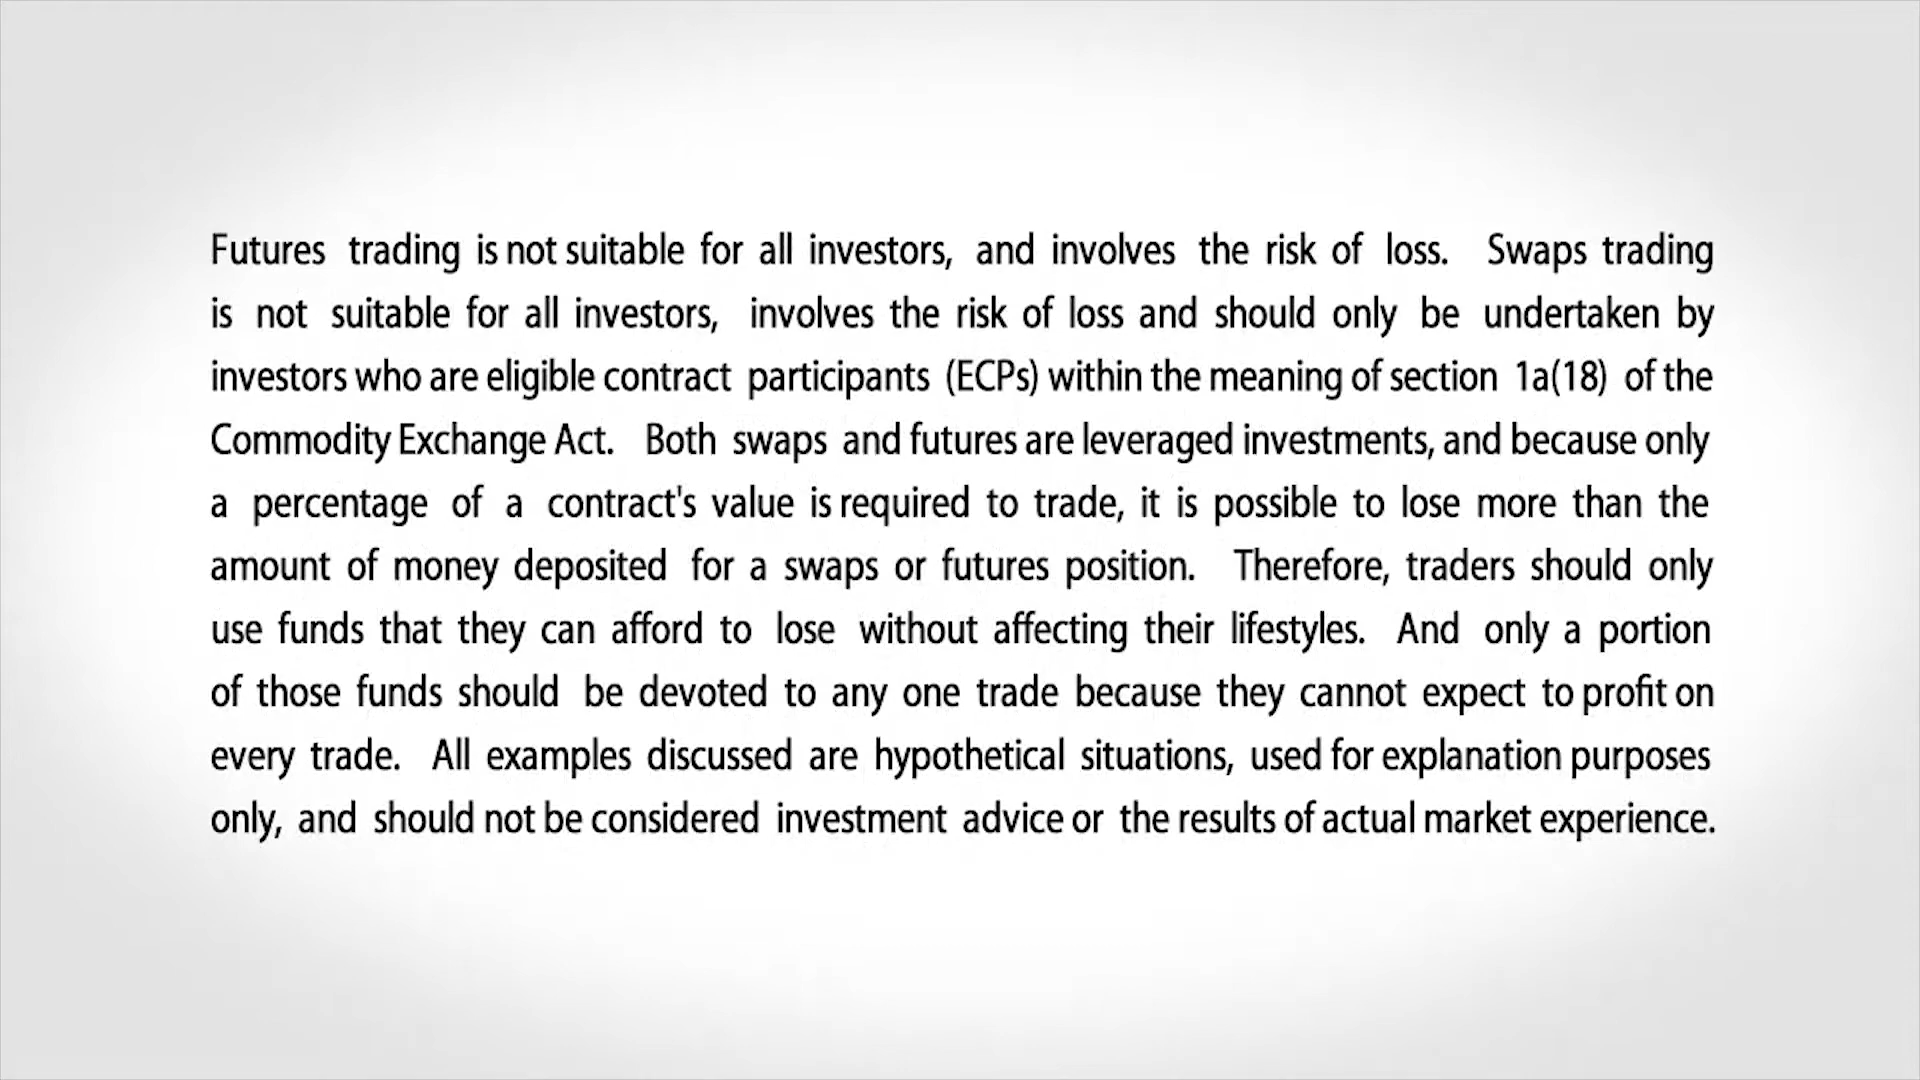 Futures trading is not suitable for all investors, and involves the risk of loss. Swaps trading
is not suitable for all investors, involves the risk of loss and should only be undertaken by
investors who are eligible contract participants (ECPs) within the meaning of section 1a(18) of the
Commodity Exchange Act. Both swaps and futures are leveraged investments, and because only
a percentage of a contract's value is required to trade, it is possible to lose more than the
amount of money deposited for a swaps or futures position. Therefore, traders should only
use funds that they can afford to lose without affecting their lifestyles. And only a portion
of those funds should be devoted to any one trade because they cannot expect to profit on
every trade. All examples discussed are hypothetical situations, used for explanation purposes
only, and should not be considered investment advice or the results of actual market experience.